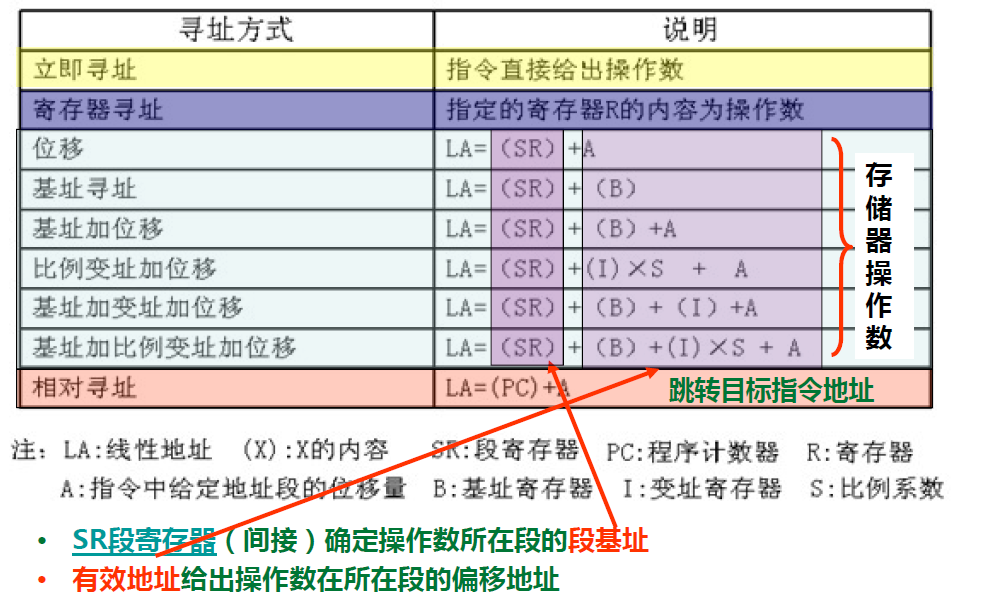 寻址方式 说明
立即寻址 指令直接给出操作数
寄存器寻址 指定的寄存器R的内容为操作数
位移 LA=（SR）+A
基址寻址 LA=（SR）+（B）
基址加位移 LA=（SR）+（B）+A
比例变址加位移 LA=（SR）+(I)×S + A
基址加变址加位移 LA=（SR）+（B）+（I）+A
基址加比例变址加位移 LA=（SR）+（B）+(I)×S + A
相对寻址 LA=(PC)+A 跳转目标指令地址
存储器操作数
注：LA:线性地址 (X):X的内容 SR:段寄存器 PC:程序计数器 R:寄存器
A:指令中给定地址段的位移量 B:基址寄存器 I:变址寄存器 S:比例系数
• SR段寄存器（间接）确定操作数所在段的段基址
• 有效地址给出操作数在所在段的偏移地址